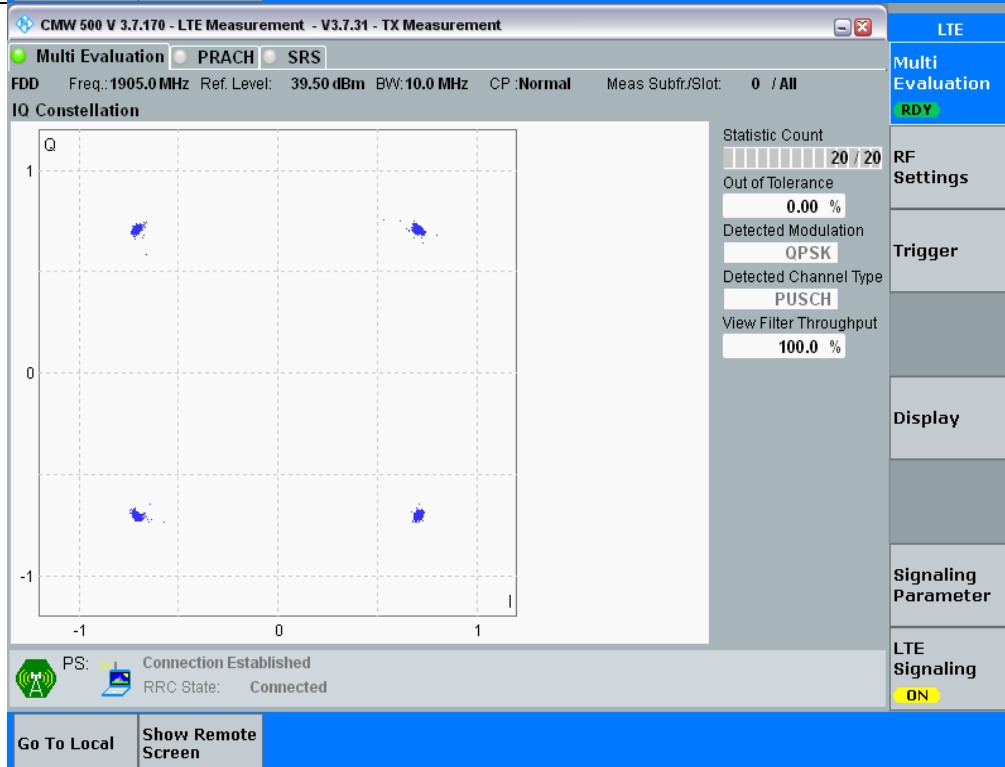 CMW 500 V 3.7.170 - LTE Measurement - V3.7.31 - TX Measurement
Multi Evaluation PRACH SRS
FDD Freq.:1905.0 MHz Ref. Level: 39.50 dBm BW:10.0 MHz CP :Normal Meas Subfr./Slot: 0 / All
IQ Constellation
Q
1
0
-1
I
-1 0 1
Statistic Count
20 / 20
Out of Tolerance
0.00 %
Detected Modulation
QPSK
Detected Channel Type
PUSCH
View Filter Throughput
100.0 %
PS: Connection Established
RRC State: Connected
LTE
Multi
Evaluation
RDY
RF
Settings
Trigger
Display
Signaling
Parameter
LTE
Signaling
ON
Go To Local
Show Remote
Screen